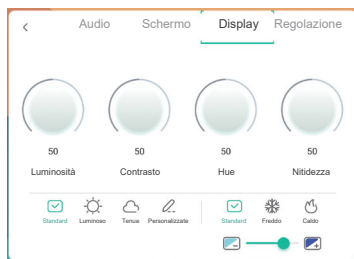 Audio Schermo Display Regolazione
50 50 50 50
Luminosità Contrasto Hue Nitidezza
Standard Luminoso Tenue Personalizzate Standard Freddo Caldo